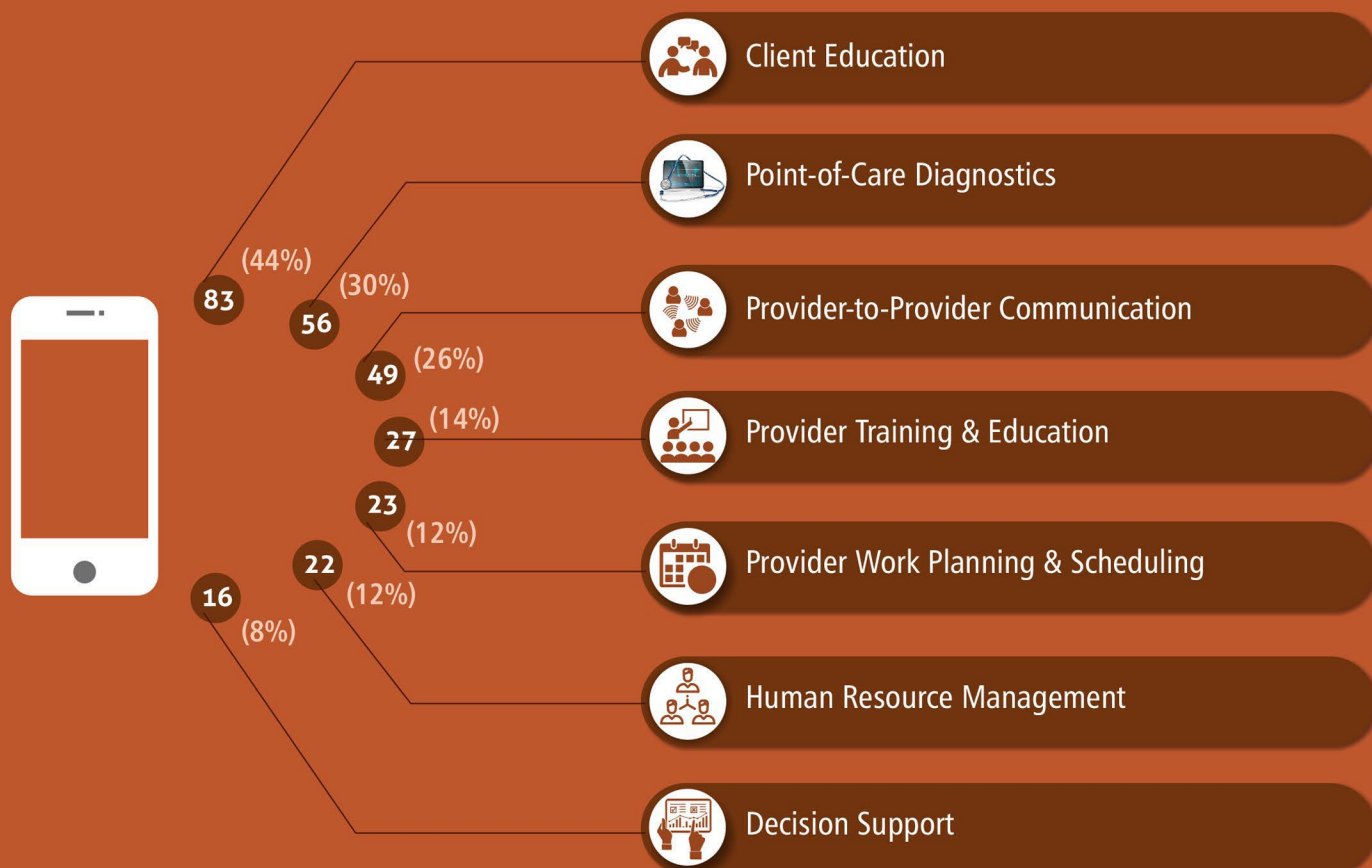 Client Education
Point-of-Care Diagnostics
(44%)
83
(30%)
56
Provider-to-Provider Communication
(26%)
49
(14%)
27
Provider Training & Education
23
(12%)
Provider Work Planning & Scheduling
22
(12%)
16
(8%)
Human Resource Management
Decision Support